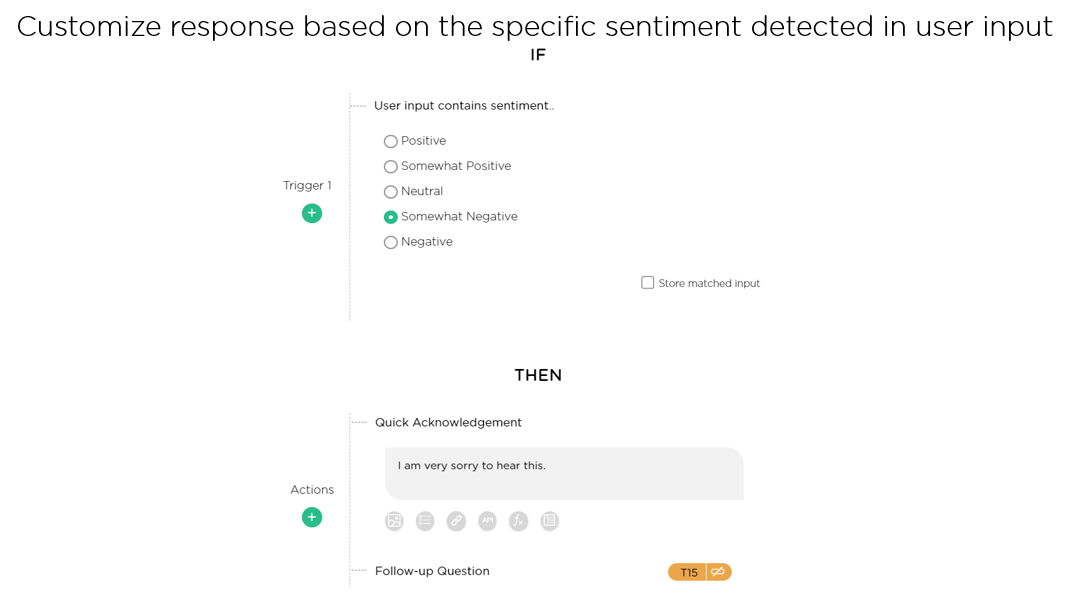 Customize response based on the specific sentiment detected in user input
IF
User input contains sentiment..
Positive
Somewhat Positive
Trigger 1
Neutral
Somewhat Negative
Negative
Store matched input
THEN
Quick Acknowledgement
I am very sorry to hear this.
Actions
API
fx
Follow-up Question
T15